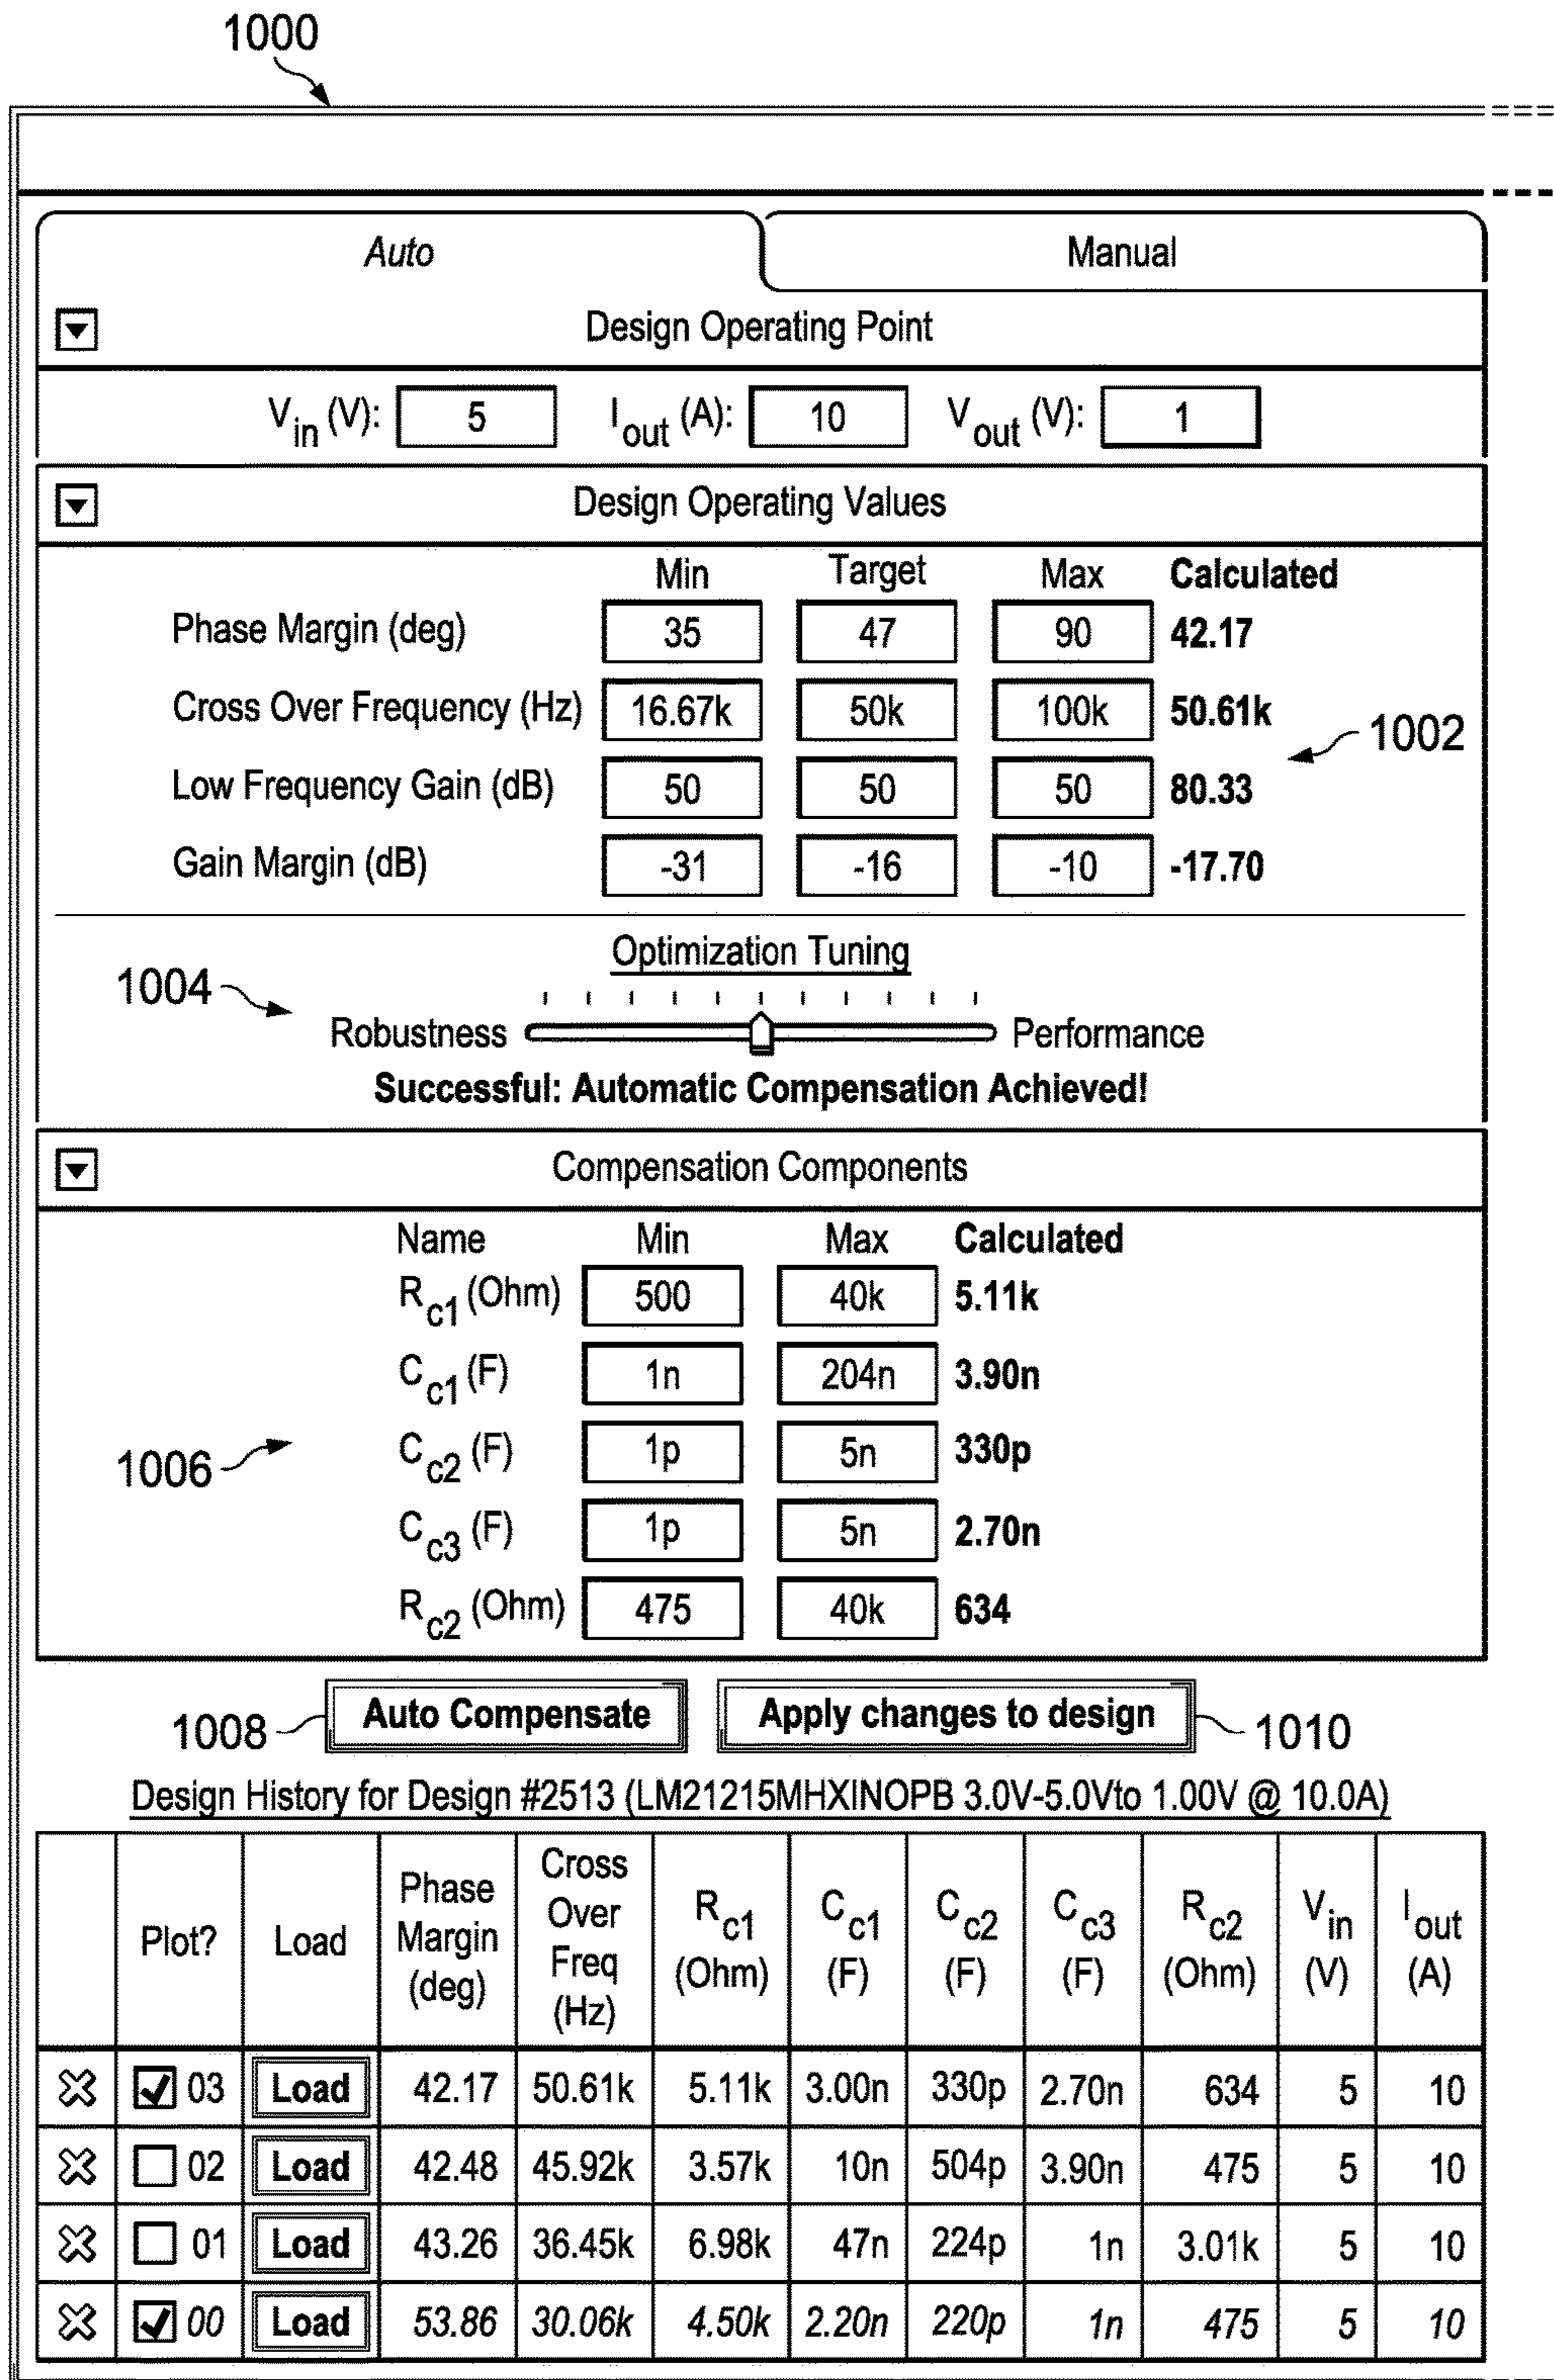 1000
Auto Manual
Design Operating Point
Vin (V): 5 Iout (A): 10 Vout (V): 1
Design Operating Values
Min Target Max Calculated
Phase Margin (deg) 35 47 90 42.17
Cross Over Frequency (Hz) 16.67k 50k 100k 50.61k
1002
Low Frequency Gain (dB) 50 50 50 80.33
Gain Margin (dB) -31 -16 -10 -17.70
Optimization Tuning
1004
Robustness Performance
Successful: Automatic Compensation Achieved!
Compensation Components
Name Min Max Calculated
Rc1 (Ohm) 500 40k 5.11k
Cc1 (F) 1n 204n 3.90n
1006
Cc2 (F) 1p 5n 330p
Cc3 (F) 1p 5n 2.70n
Rc2 (Ohm) 475 40k 634
1008 Auto Compensate Apply changes to design 1010
Design History for Design #2513 (LM21215MHXINOPB 3.0V-5.0Vto 1.00V @ 10.0A)
Plot? Load Phase Margin (deg) Cross Over Freq (Hz) Rc1 (Ohm) Cc1 (F) Cc2 (F) Cc3 (F) Rc2 (Ohm) Vin (V) Iout (A)
03 Load 42.17 50.61k 5.11k 3.00n 330p 2.70n 634 5 10
02 Load 42.48 45.92k 3.57k 10n 504p 3.90n 475 5 10
01 Load 43.26 36.45k 6.98k 47n 224p 1n 3.01k 5 10
00 Load 53.86 30.06k 4.50k 2.20n 220p 1n 475 5 10